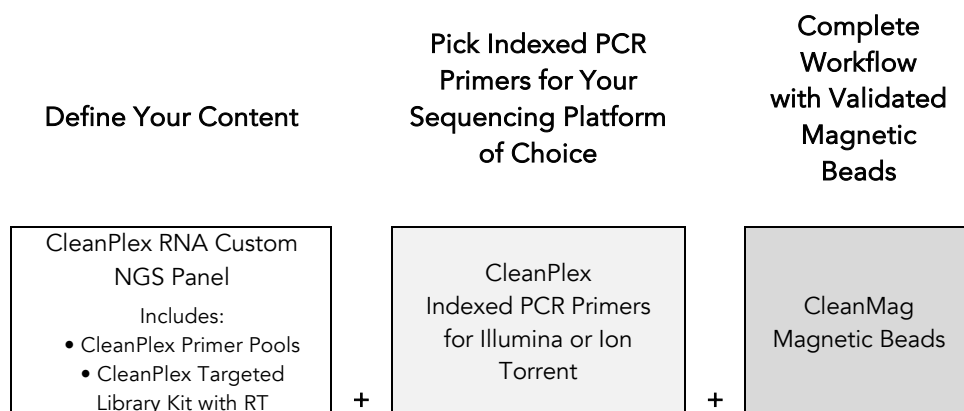 Define Your Content
Pick Indexed PCR
Primers for Your
Sequencing Platform
of Choice
Complete
Workflow
with Validated
Magnetic
Beads
CleanPlex RNA Custom
NGS Panel
Includes:
• CleanPlex Primer Pools
• CleanPlex Targeted
Library Kit with RT
+
CleanPlex
Indexed PCR Primers
for Illumina or Ion
Torrent
+
CleanMag
Magnetic Beads